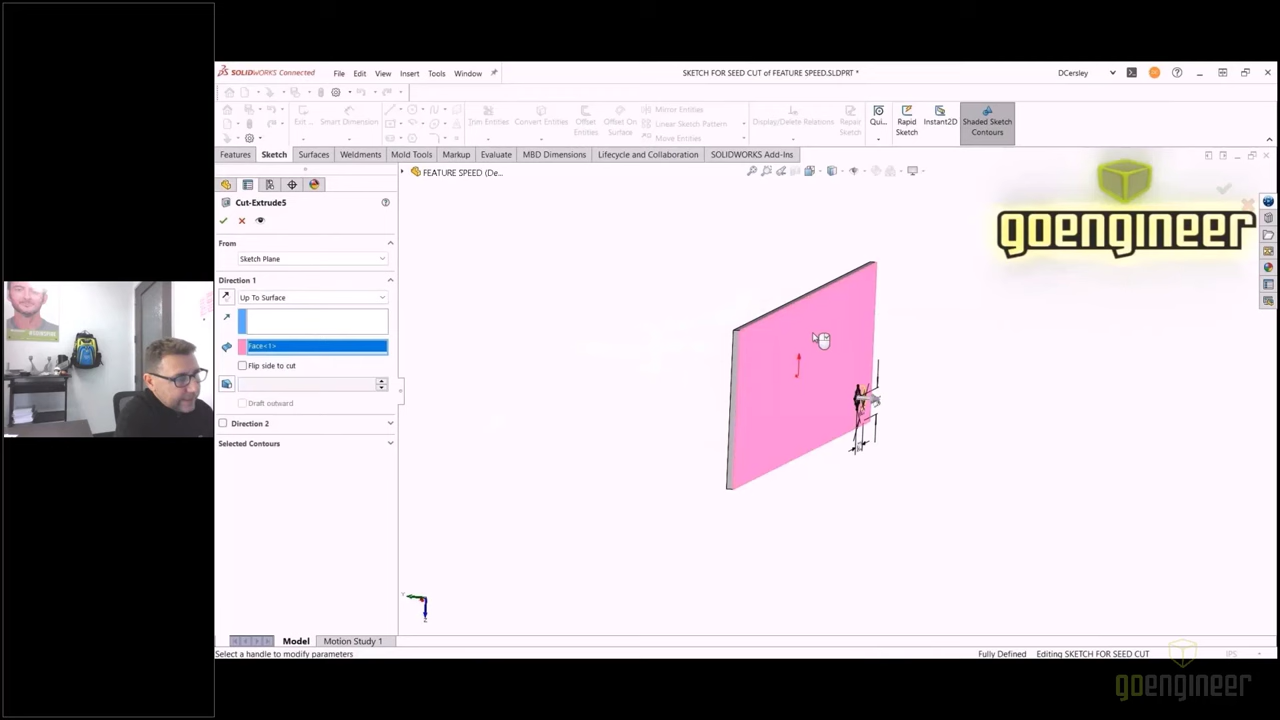 SOLIDWORKS Connected File Edit View Insert Tools Window SKETCH FOR SEED CUT of FEATURE SPEED.SLDPRT * DCersley
Exit ... Smart Dimension Trim Entities Convert Entities Offset Entities Offset On Surface Mirror Entities Linear Sketch Pattern Move Entities Display/Delete Relations Repair Sketch Qui... Rapid Sketch Instant2D Shaded Sketch Contours
Features Sketch Surfaces Weldments Mold Tools Markup Evaluate MBD Dimensions Lifecycle and Collaboration SOLIDWORKS Add-Ins
FEATURE SPEED (De...
Cut-Extrude5
goengineer
From
Sketch Plane
Direction 1
Up To Surface
Face<1>
Flip side to cut
Draft outward
Direction 2
Selected Contours
Model Motion Study 1
Select a handle to modify parameters Fully Defined Editing SKETCH FOR SEED CUT IPS
goengineer